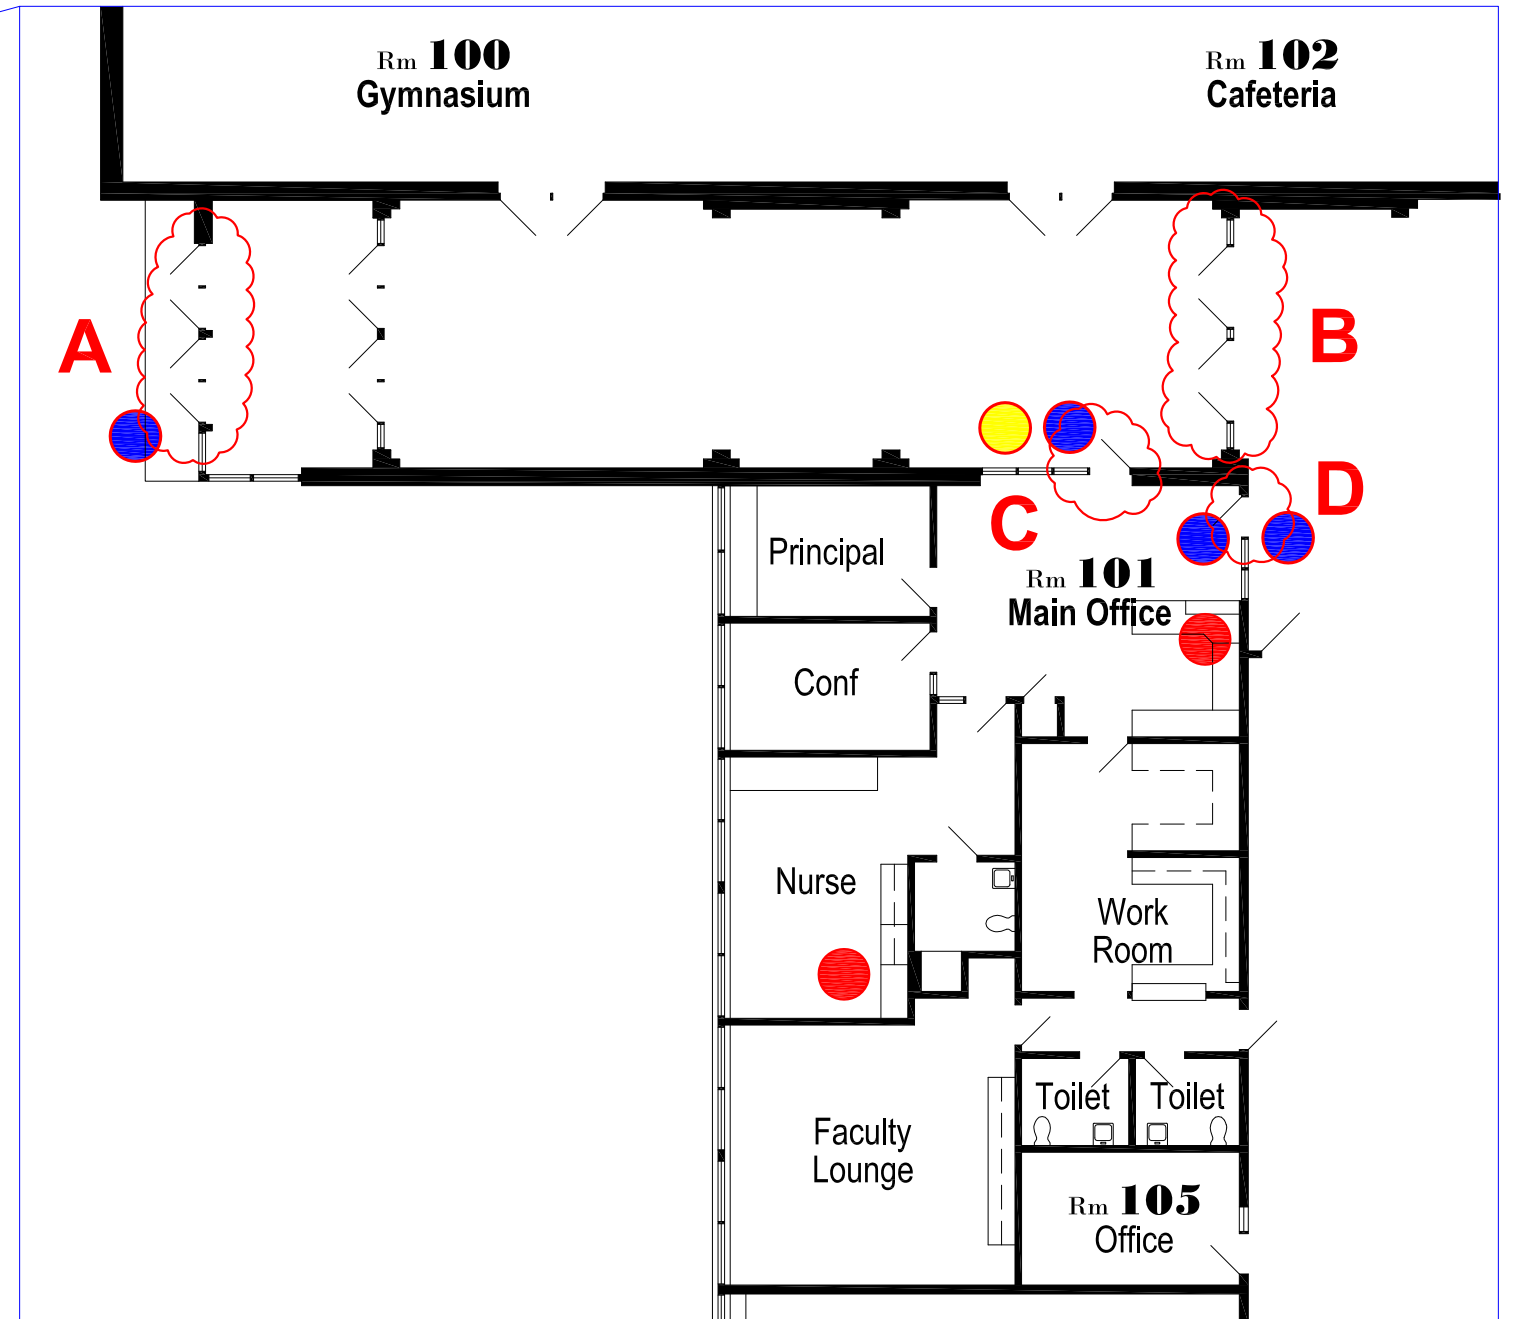 Rm 100
Gymnasium
Rm 102
Cafeteria
A
B
C
D
Principal
Rm 101
Main Office
Conf
Nurse
Work
Room
Toilet
Toilet
Faculty
Lounge
Rm 105
Office